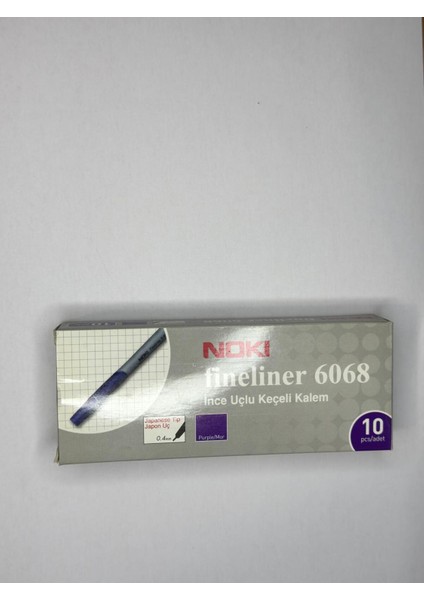 NOKI
fineliner 6068
İnce Uçlu Keçeli Kalem
Japanese Tip
Japon Uç
0.4mm
Purple/Mor
10
pcs/adet